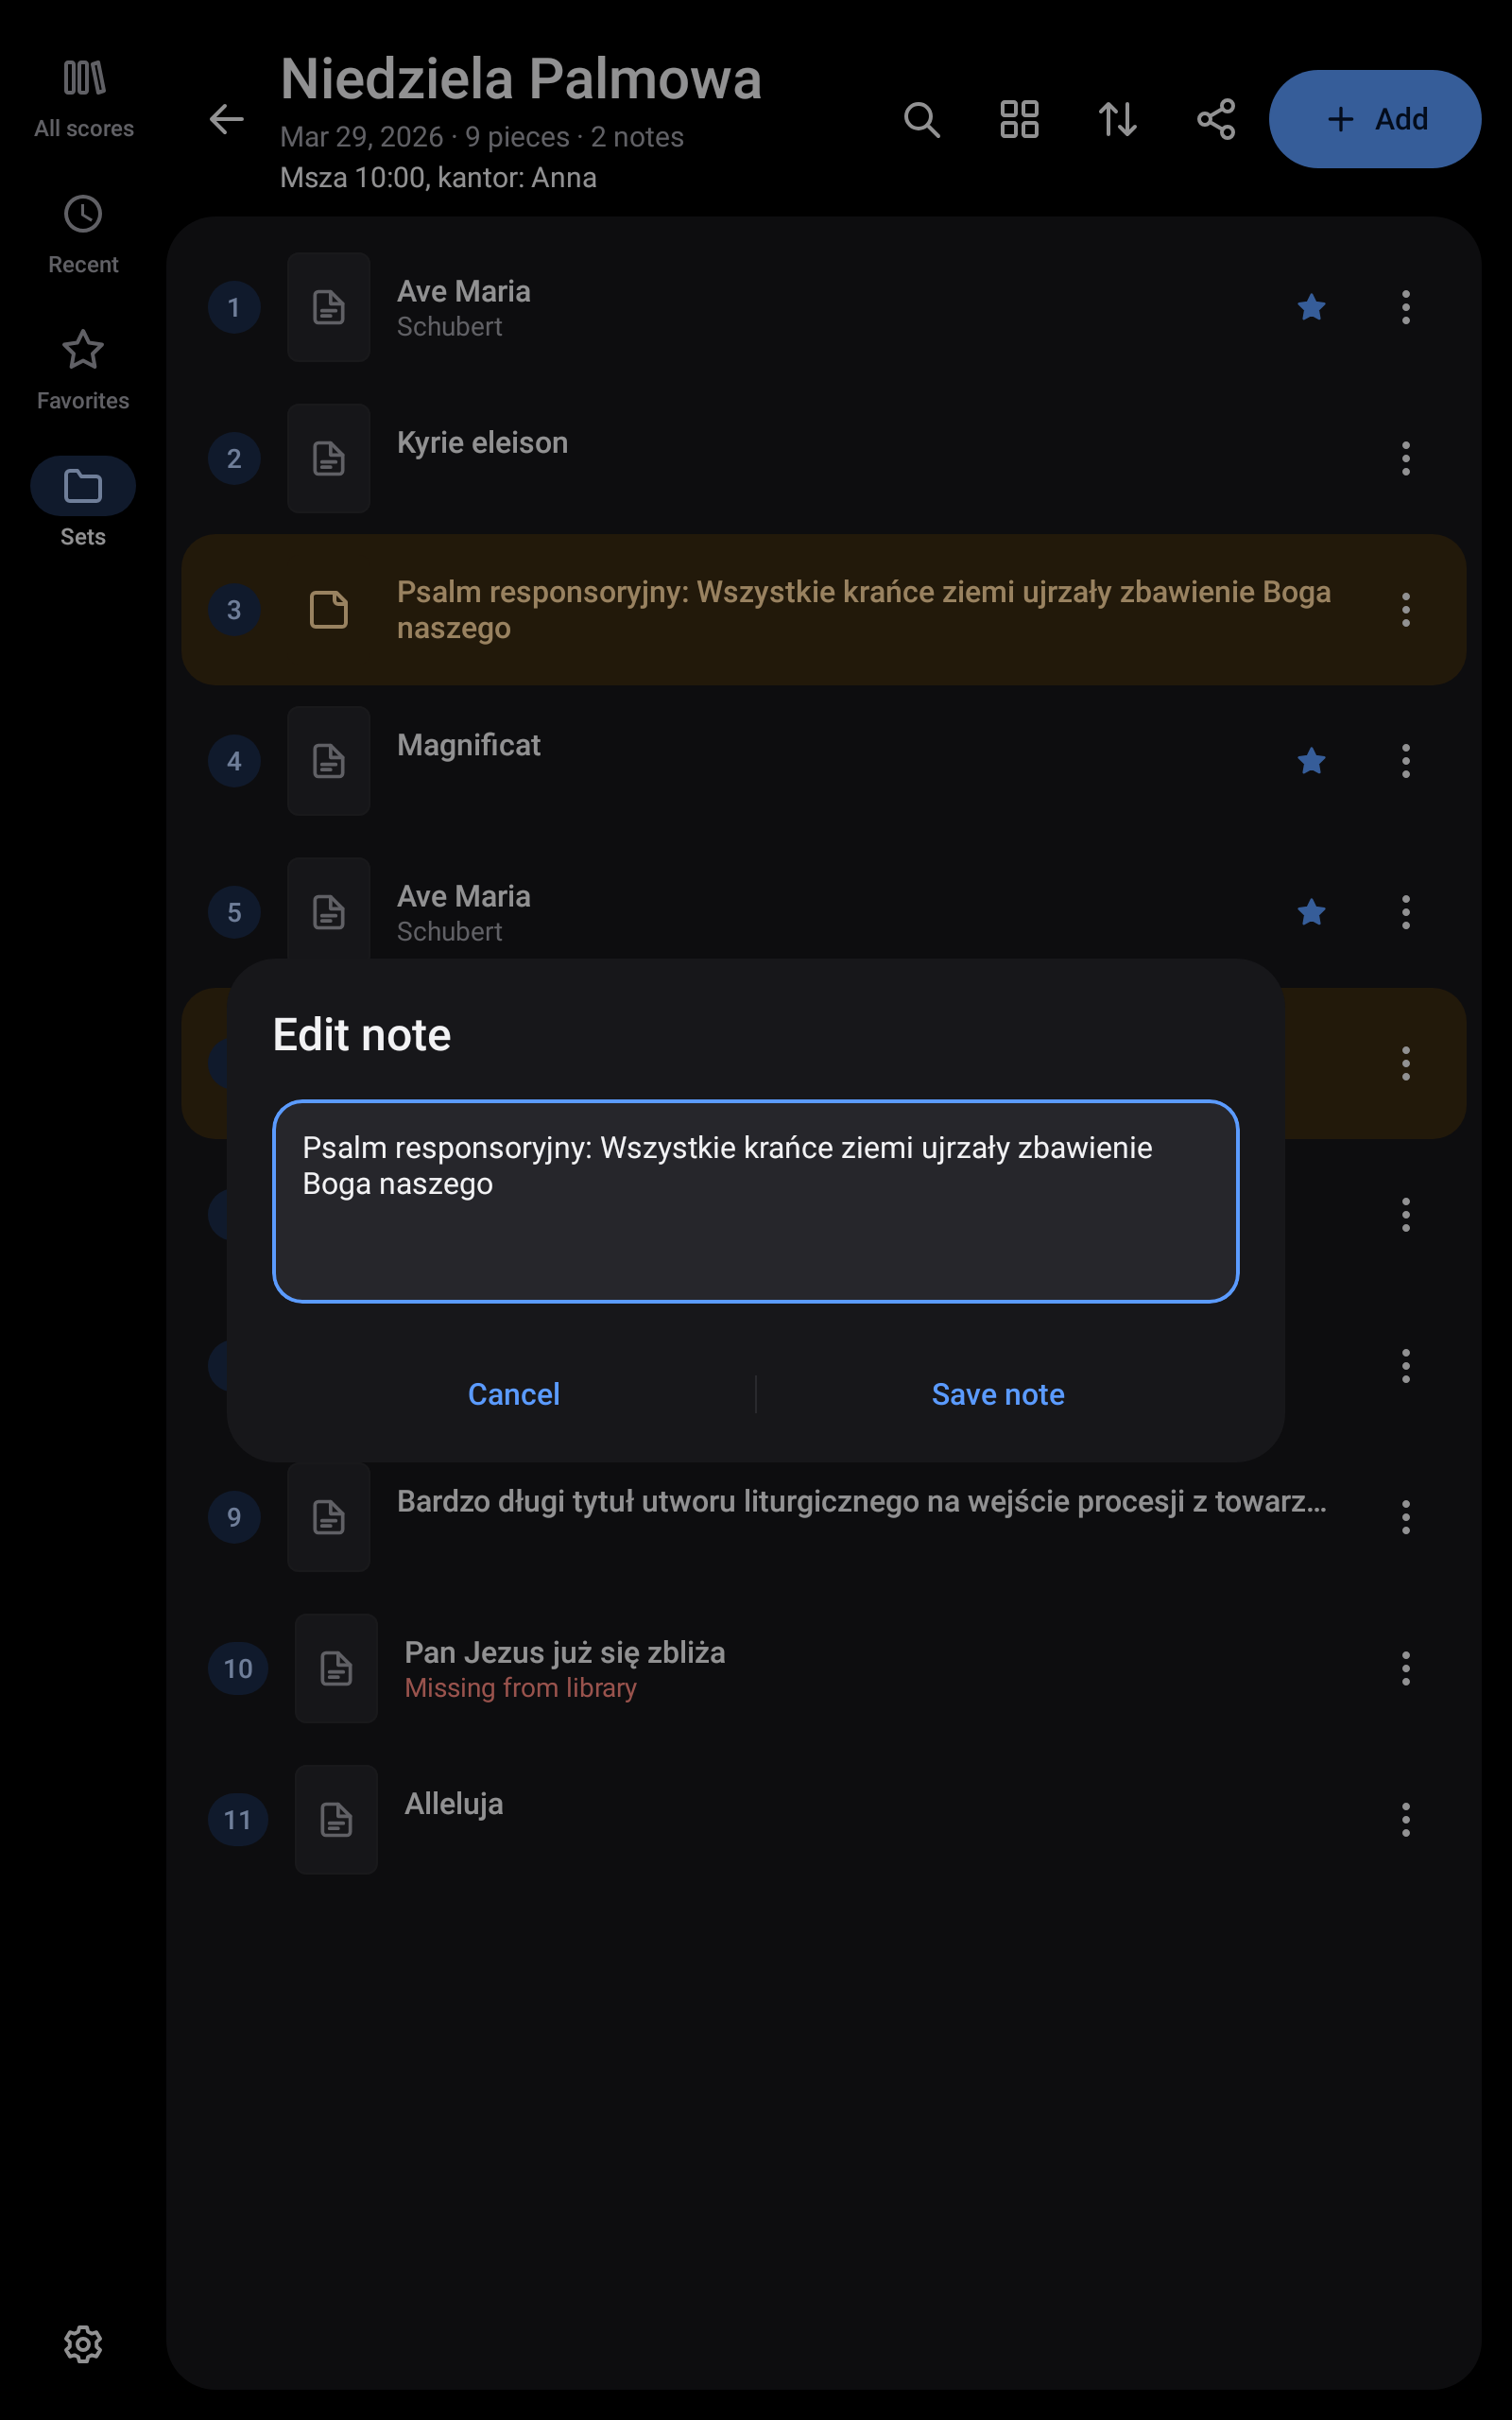 All scores
Recent
Favorites
Sets
Niedziela Palmowa
Mar 29, 2026 · 9 pieces · 2 notes
Msza 10:00, kantor: Anna
Add
1
Ave Maria
Schubert
2
Kyrie eleison
3
Psalm responsoryjny: Wszystkie krańce ziemi ujrzały zbawienie Boga
naszego
4
Magnificat
5
Ave Maria
Schubert
Edit note
Psalm responsoryjny: Wszystkie krańce ziemi ujrzały zbawienie
Boga naszego
Cancel
Save note
9
Bardzo długi tytuł utworu liturgicznego na wejście procesji z towarz…
10
Pan Jezus już się zbliża
Missing from library
11
Alleluja